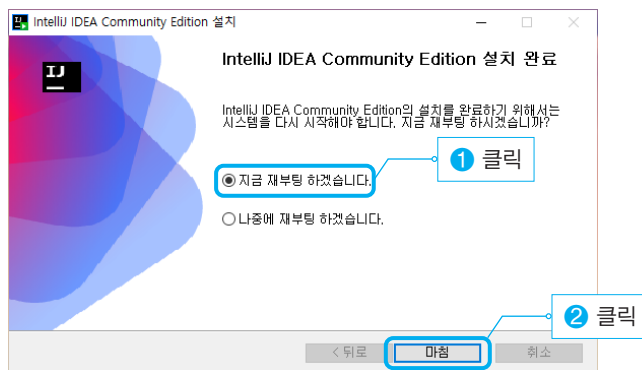 IntelliJ IDEA Community Edition 설치
IJ
IntelliJ IDEA Community Edition 설치 완료
IntelliJ IDEA Community Edition의 설치를 완료하기 위해서는
시스템을 다시 시작해야 합니다. 지금 재부팅 하시겠습니까?
지금 재부팅 하겠습니다.
1 클릭
나중에 재부팅 하겠습니다.
2 클릭
< 뒤로
마침
취소